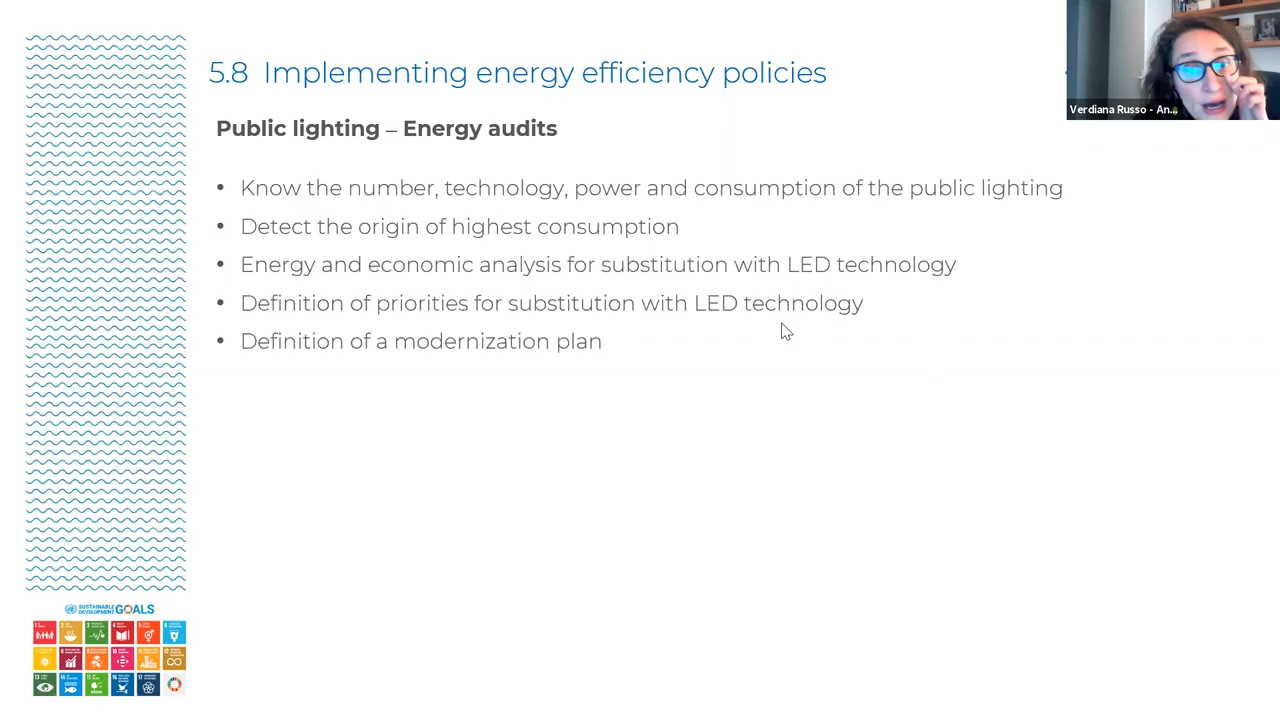 5.8 Implementing energy efficiency policies
Verdiana Russo - An...
Public lighting – Energy audits
• Know the number, technology, power and consumption of the public lighting
• Detect the origin of highest consumption
• Energy and economic analysis for substitution with LED technology
• Definition of priorities for substitution with LED technology
• Definition of a modernization plan
SUSTAINABLE
DEVELOPMENT GOALS